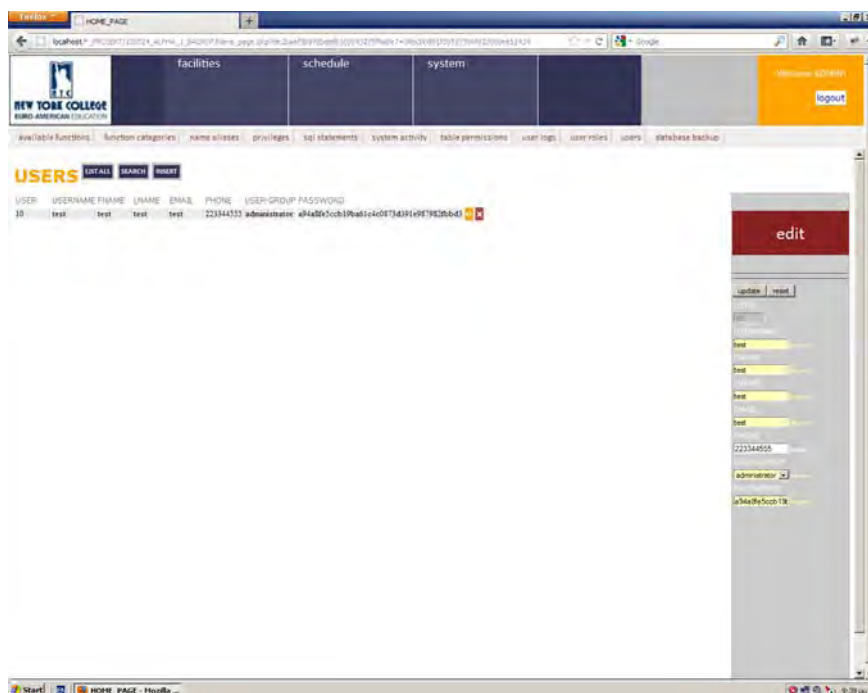 Firefox
HOME_PAGE
Google
NEW YORK COLLEGE
EURO-AMERICAN EDUCATION
facilities
schedule
system
Welcome ADMIN
logout
available functions
function categories
name aliases
privileges
sql statements
system activity
table permissions
user logs
user roles
users
database backup
USERS
LIST ALL
SEARCH
INSERT
USER USERNAME FNAME LNAME EMAIL PHONE USER GROUP PASSWORD
10 test test test test 223344555 administrator
edit
update
reset
test
test
test
test
223344555
administrator
Start
HOME_PAGE - Mozilla ...